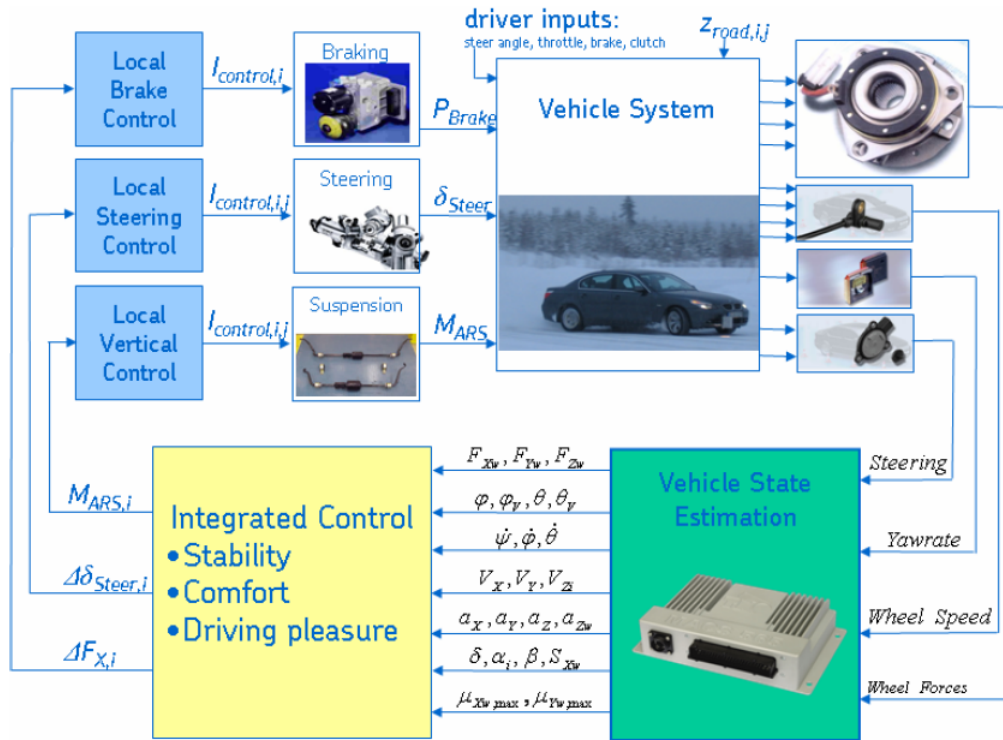 driver inputs:
steer angle, throttle, brake, clutch
z_road,i,j
Local
Brake
Control
I_control,i
Braking
P_Brake
Vehicle System
Local
Steering
Control
I_control,i,j
Steering
δ_Steer
Local
Vertical
Control
I_control,i,j
Suspension
M_ARS
M_ARS,i
Δδ_Steer,i
ΔF_X,i
Integrated Control
•Stability
•Comfort
•Driving pleasure
F_Xw, F_Yw, F_Zw
φ, φ_V, θ, θ_V
ψ̇, φ̇, θ̇
V_X, V_Y, V_Zi
a_X, a_Y, a_Z, a_Zw
δ, α_i, β, S_Xw
μ_Xw,max, μ_Yw,max
Vehicle State
Estimation
Steering
Yawrate
Wheel Speed
Wheel Forces